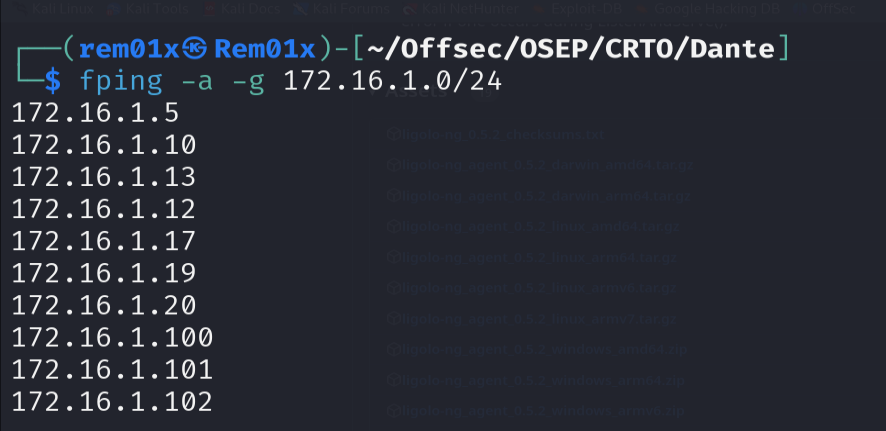 Kali Linux Kali Tools Kali Docs Kali Forums Kali NetHunter Exploit-DB Google Hacking DB OffSec
┌──(rem01x㉿Rem01x)-[~/Offsec/OSEP/CRTO/Dante]
└─$ fping -a -g 172.16.1.0/24
Assets
172.16.1.5
ligolo-ng_0.5.2_checksums.txt
172.16.1.10
ligolo-ng_agent_0.5.2_darwin_amd64.tar.gz
172.16.1.13
ligolo-ng_agent_0.5.2_darwin_arm64.tar.gz
172.16.1.12
ligolo-ng_agent_0.5.2_linux_amd64.tar.gz
172.16.1.17
ligolo-ng_agent_0.5.2_linux_arm64.tar.gz
172.16.1.19
ligolo-ng_agent_0.5.2_linux_armv6.tar.gz
172.16.1.20
ligolo-ng_agent_0.5.2_linux_armv7.tar.gz
172.16.1.100
ligolo-ng_agent_0.5.2_windows_amd64.zip
172.16.1.101
ligolo-ng_agent_0.5.2_windows_arm64.zip
172.16.1.102
ligolo-ng_agent_0.5.2_windows_armv6.zip